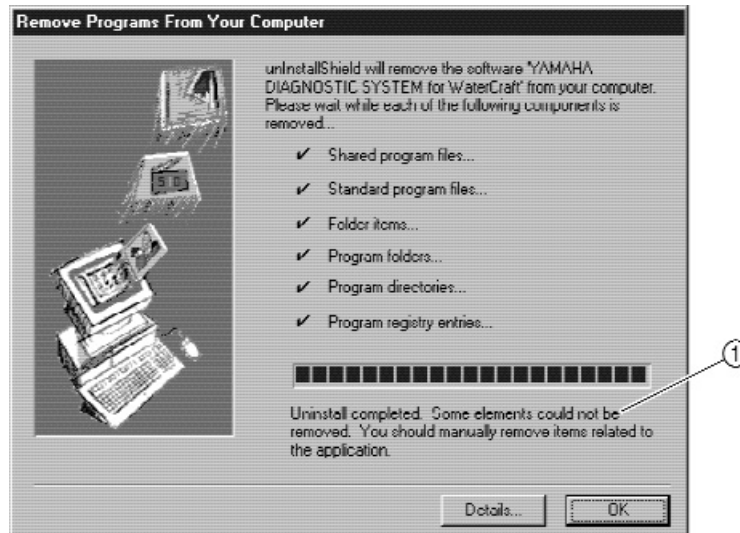 Remove Programs From Your Computer
unInstallShield will remove the software 'YAMAHA
DIAGNOSTIC SYSTEM for WaterCraft' from your computer.
Please wait while each of the following components is
removed...
✔ Shared program files...
✔ Standard program files...
✔ Folder items...
✔ Program folders...
✔ Program directories...
✔ Program registry entries...
①
Uninstall completed. Some elements could not be
removed. You should manually remove items related to
the application.
Details... OK